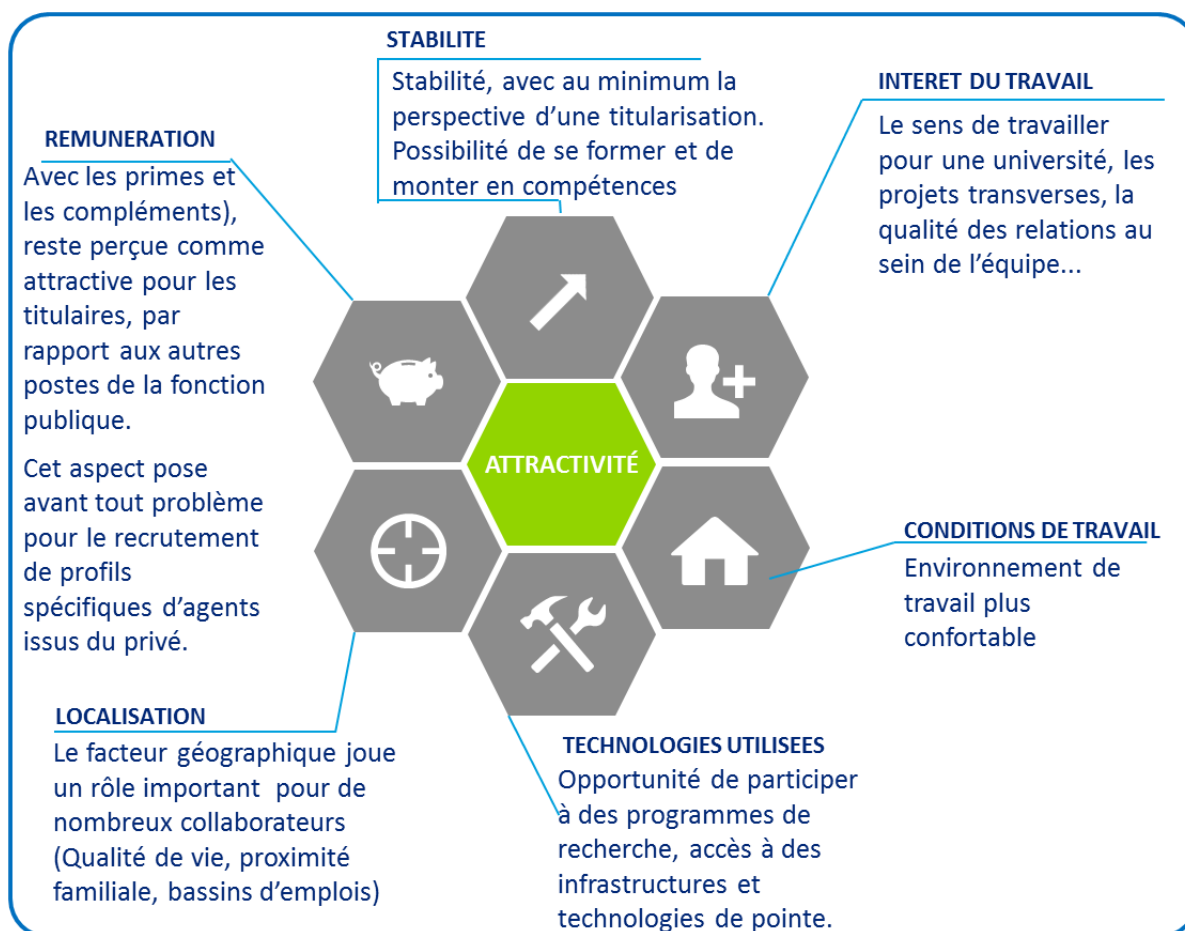 STABILITE
Stabilité, avec au minimum la
perspective d'une titularisation.
Possibilité de se former et de
monter en compétences
INTERET DU TRAVAIL
Le sens de travailler
pour une université, les
projets transverses, la
qualité des relations au
sein de l'équipe...
REMUNERATION
Avec les primes et
les compléments),
reste perçue comme
attractive pour les
titulaires, par
rapport aux autres
postes de la fonction
publique.
Cet aspect pose
avant tout problème
pour le recrutement
de profils
spécifiques d'agents
issus du privé.
ATTRACTIVITÉ
CONDITIONS DE TRAVAIL
Environnement de
travail plus
confortable
LOCALISATION
Le facteur géographique joue
un rôle important  pour de
nombreux collaborateurs
(Qualité de vie, proximité
familiale, bassins d'emplois)
TECHNOLOGIES UTILISEES
Opportunité de participer
à des programmes de
recherche, accès à des
infrastructures et
technologies de pointe.